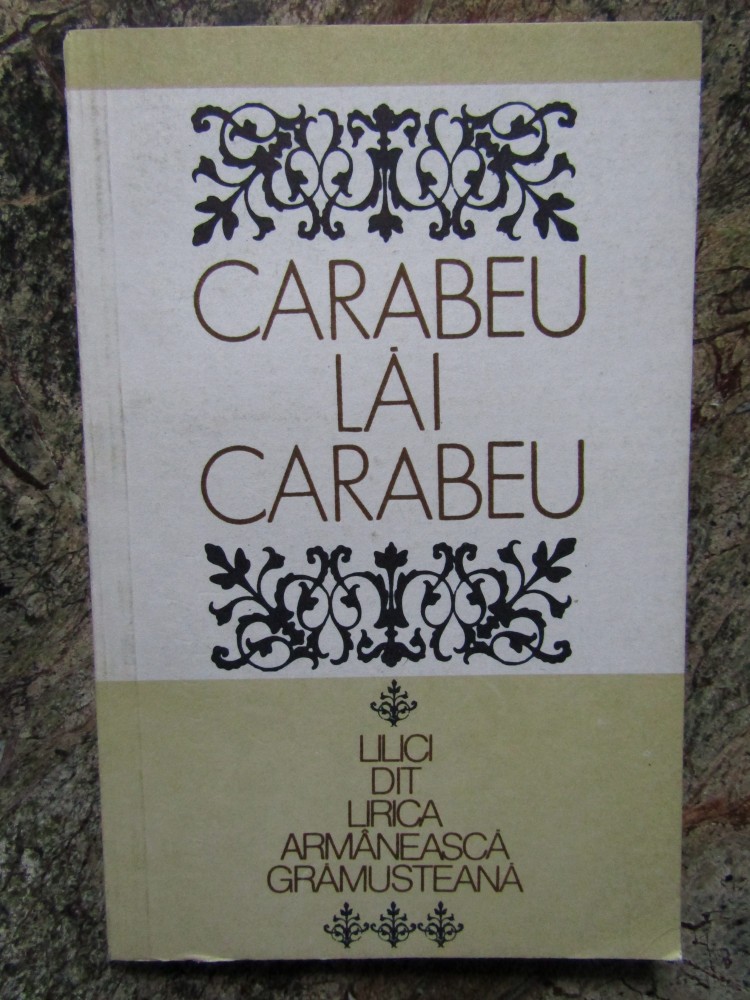 CARABEU
LĂI
CARABEU
LILICI
DIT
LIRICA
ARMÂNEASCĂ
GRĂMUSTEANĂ